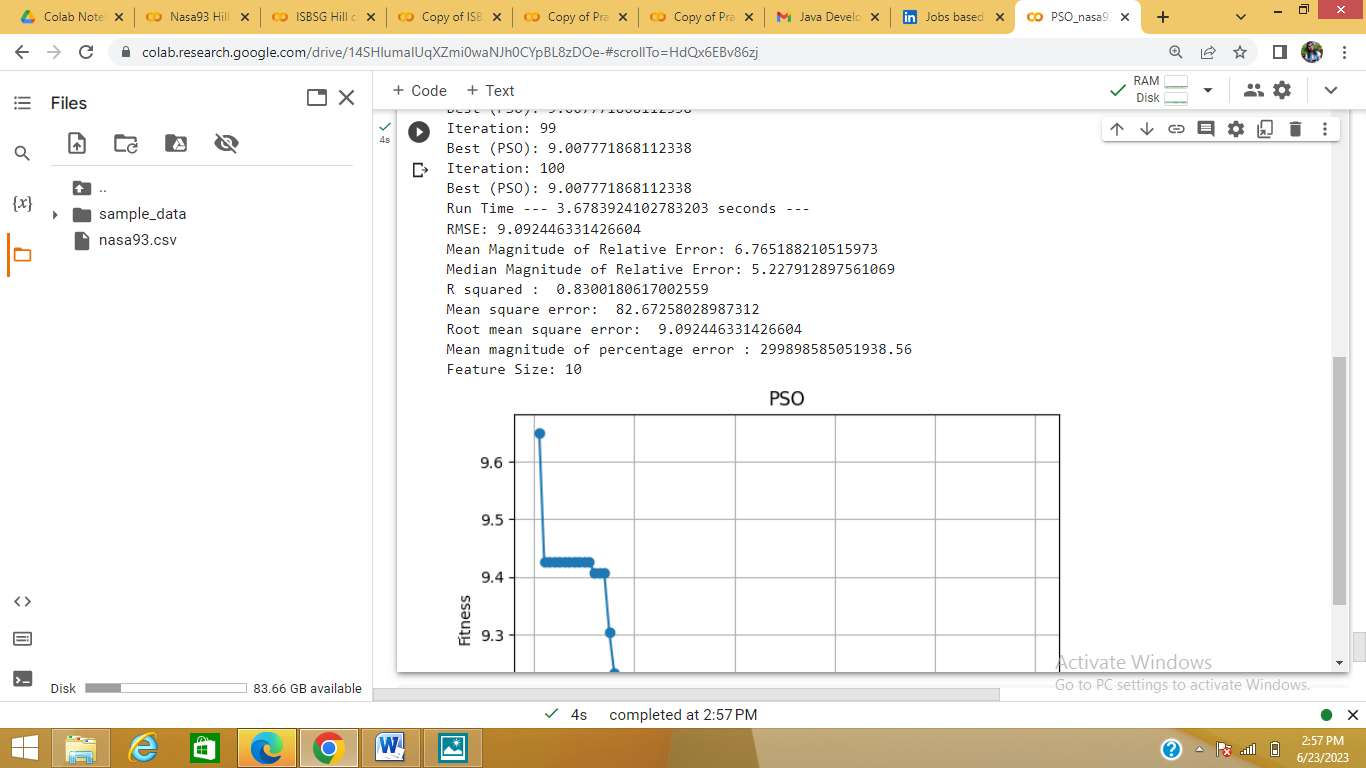 Colab Note
Nasa93 Hill
ISBSG Hill c
Copy of ISB
Copy of Pra
Copy of Pra
Java Develo
Jobs based
PSO_nasa9
colab.research.google.com/drive/14SHIumaIUqXZmi0waNJh0CYpBL8zDOe-#scrollTo=HdQx6EBv86zj
Files
+ Code + Text
RAM
Disk
..
sample_data
nasa93.csv
{x}
4s
Best (PSO): 9.007771868112338
Iteration: 99
Best (PSO): 9.007771868112338
Iteration: 100
Best (PSO): 9.007771868112338
Run Time --- 3.6783924102783203 seconds ---
RMSE: 9.092446331426604
Mean Magnitude of Relative Error: 6.765188210515973
Median Magnitude of Relative Error: 5.227912897561069
R squared :  0.8300180617002559
Mean square error:  82.67258028987312
Root mean square error:  9.092446331426604
Mean magnitude of percentage error : 299898585051938.56
Feature Size: 10
PSO
9.6
9.5
9.4
9.3
Fitness
Activate Windows
Go to PC settings to activate Windows.
Disk
83.66 GB available
4s completed at 2:57 PM
2:57 PM
6/23/2023